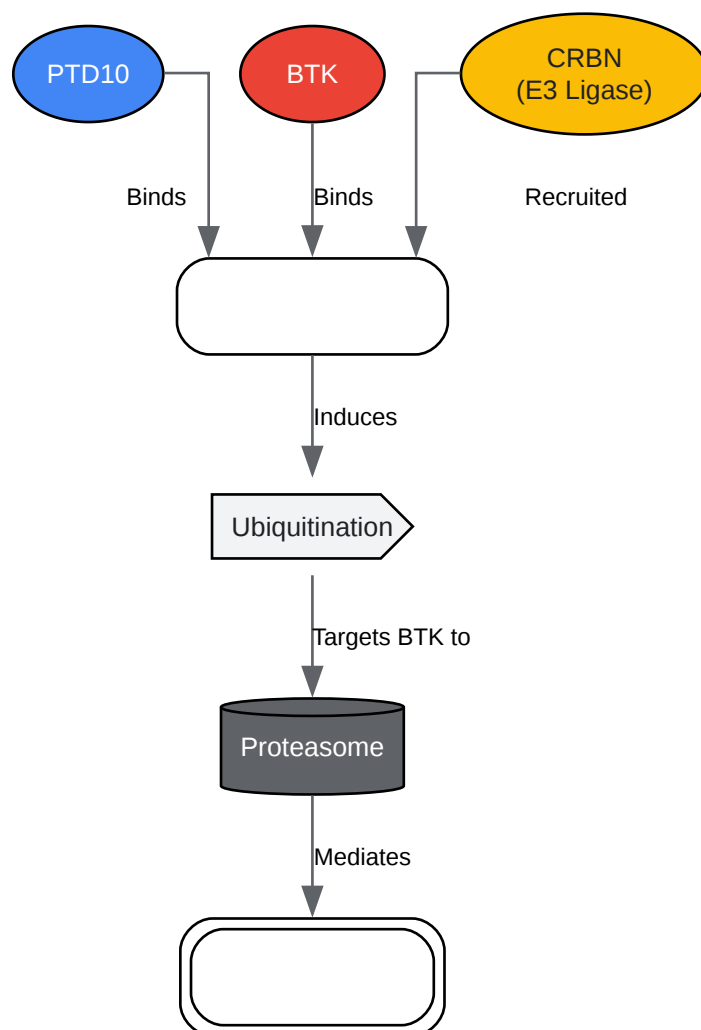 PTD10
BTK
CRBN
(E3 Ligase)
Binds
Binds
Recruited
Induces
Ubiquitination
Targets BTK to
Proteasome
Mediates